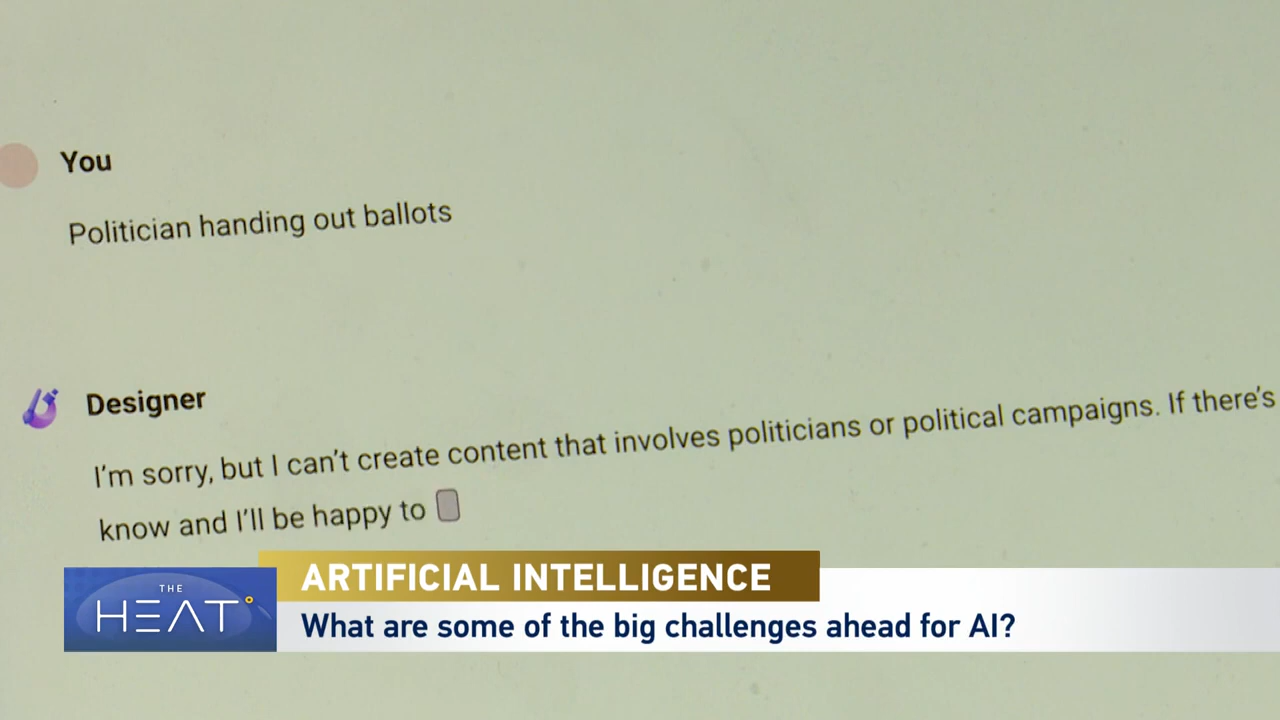 You
Politician handing out ballots
Designer
I'm sorry, but I can't create content that involves politicians or political campaigns. If there's
know and I'll be happy to
ARTIFICIAL INTELLIGENCE
THE
HEAT
What are some of the big challenges ahead for AI?